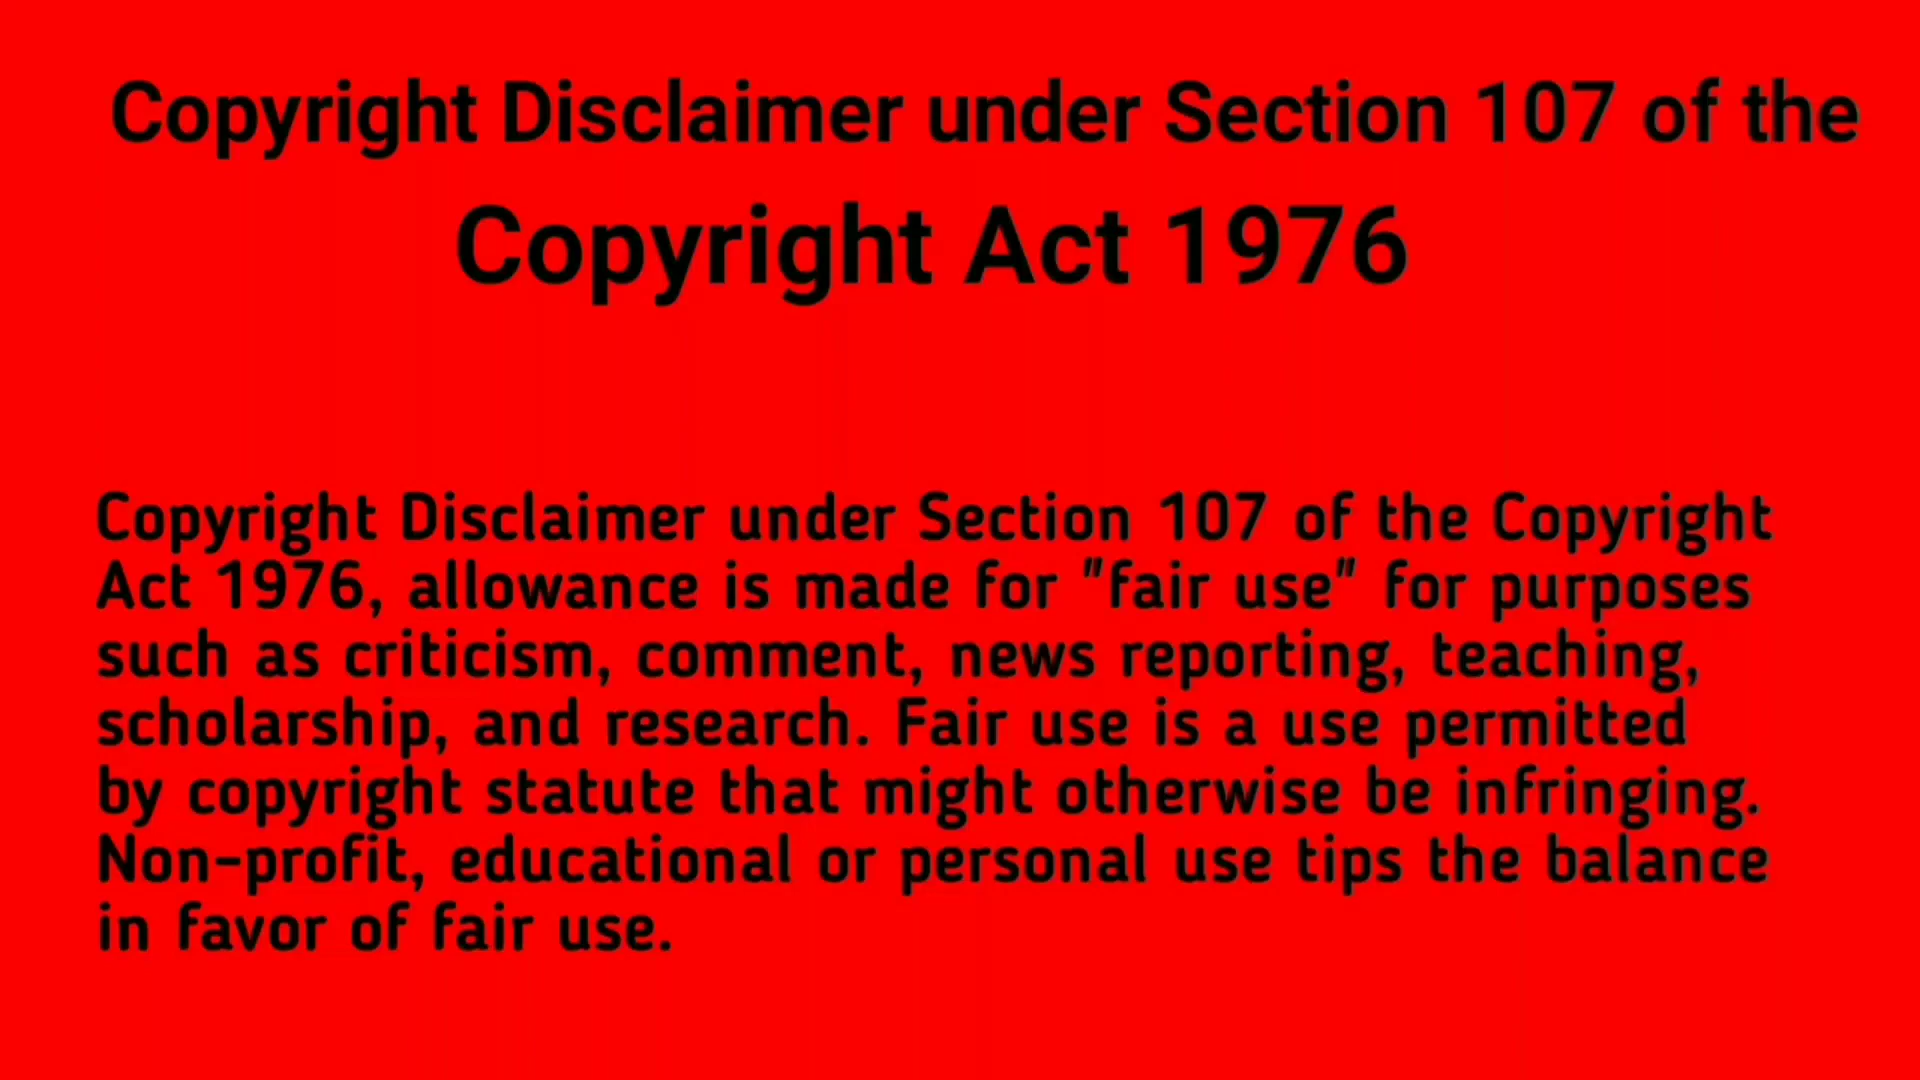 Copyright Disclaimer under Section 107 of the
Copyright Act 1976
Copyright Disclaimer under Section 107 of the Copyright
Act 1976, allowance is made for "fair use" for purposes
such as criticism, comment, news reporting, teaching,
scholarship, and research. Fair use is a use permitted
by copyright statute that might otherwise be infringing.
Non-profit, educational or personal use tips the balance
in favor of fair use.